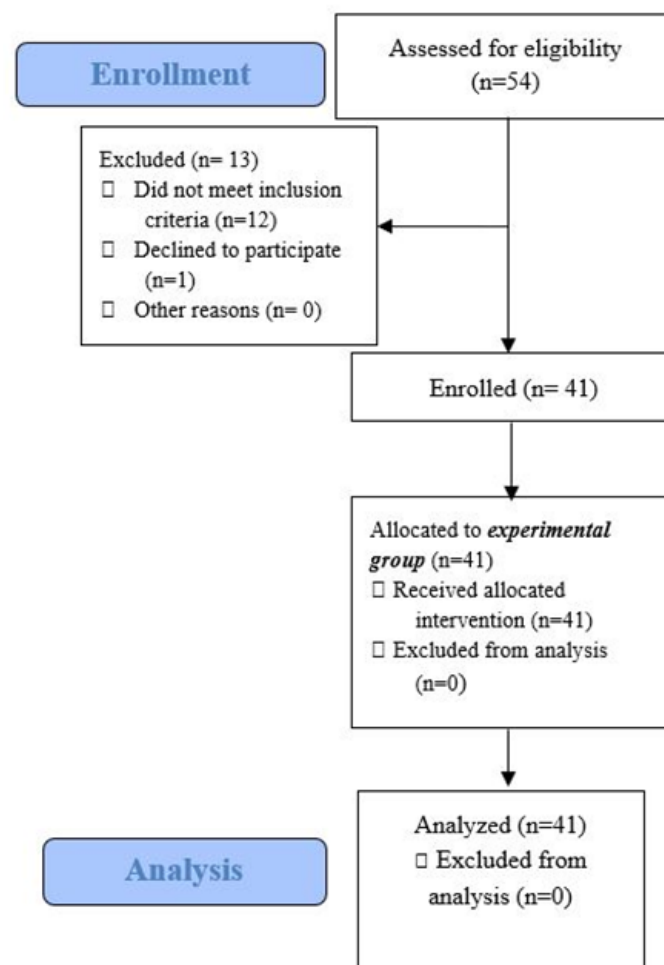 Enrollment
Assessed for eligibility
(n=54)
Excluded (n= 13)
□ Did not meet inclusion
criteria (n=12)
□ Declined to participate
(n=1)
□ Other reasons (n= 0)
Enrolled (n= 41)
Allocated to experimental
group (n=41)
□ Received allocated
intervention (n=41)
□ Excluded from analysis
(n=0)
Analysis
Analyzed (n=41)
□ Excluded from
analysis (n=0)